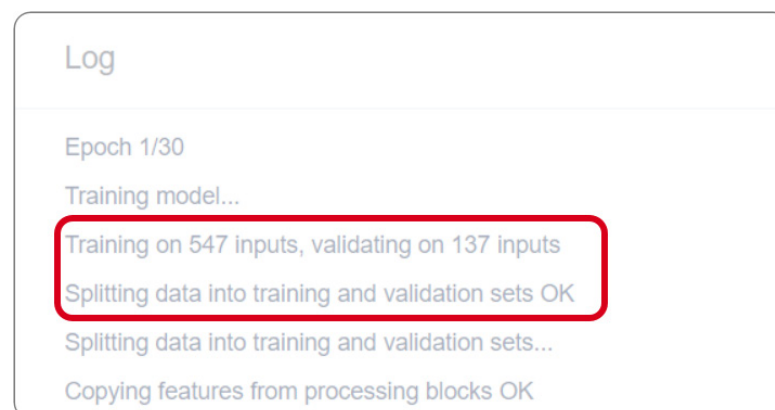 Log
Epoch 1/30
Training model...
Training on 547 inputs, validating on 137 inputs
Splitting data into training and validation sets OK
Splitting data into training and validation sets...
Copying features from processing blocks OK